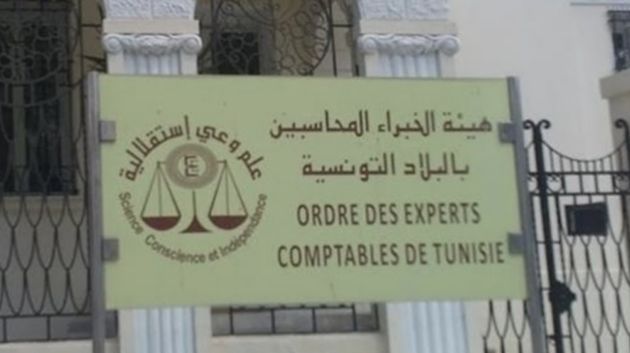 علم وعي إستقلالية
Science Conscience et Indépendance
هيئة الخبراء المحاسبين
بالبلاد التونسية
ORDRE DES EXPERTS
COMPTABLES DE TUNISIE